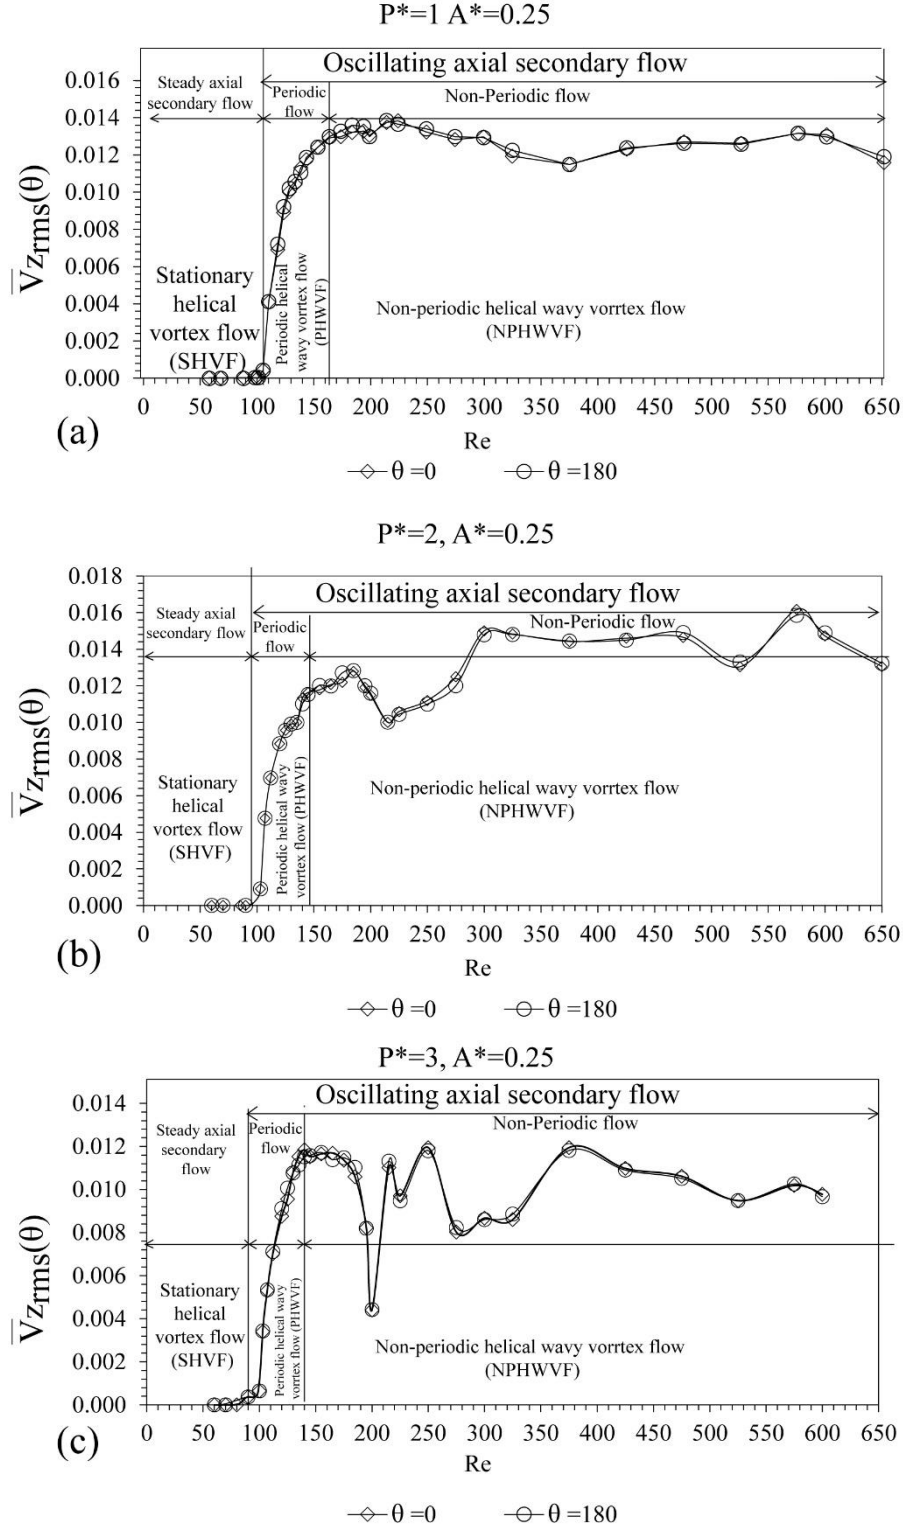 P*=1 A*=0.25
Oscillating axial secondary flow
Steady axial
secondary flow
Periodic
flow
Non-Periodic flow
0.016
0.014
0.012
0.010
0.008
0.006
0.004
0.002
0.000
V̅zrms(θ)
Stationary
helical
vortex flow
(SHVF)
Periodic helical
wavy vorrtex flow
(PHWVF)
Non-periodic helical wavy vorrtex flow
(NPHWVF)
0 50 100 150 200 250 300 350 400 450 500 550 600 650
(a)
Re
θ =0 θ =180
P*=2, A*=0.25
Oscillating axial secondary flow
Steady axial
secondary flow
Periodic
flow
Non-Periodic flow
0.018
0.016
0.014
0.012
0.010
0.008
0.006
0.004
0.002
0.000
V̅zrms(θ)
Stationary
helical
vortex flow
(SHVF)
Periodic helical wavy
vorrtex flow (PHWVF)
Non-periodic helical wavy vorrtex flow
(NPHWVF)
0 50 100 150 200 250 300 350 400 450 500 550 600 650
(b)
Re
θ =0 θ =180
P*=3, A*=0.25
Oscillating axial secondary flow
Steady axial
secondary
flow
Periodic
flow
Non-Periodic flow
0.014
0.012
0.010
0.008
0.006
0.004
0.002
0.000
V̅zrms(θ)
Stationary
helical
vortex flow
(SHVF)
Periodic helical wavy
vorrtex flow (PHWVF)
Non-periodic helical wavy vorrtex flow
(NPHWVF)
0 50 100 150 200 250 300 350 400 450 500 550 600 650
(c)
Re
θ =0 θ =180